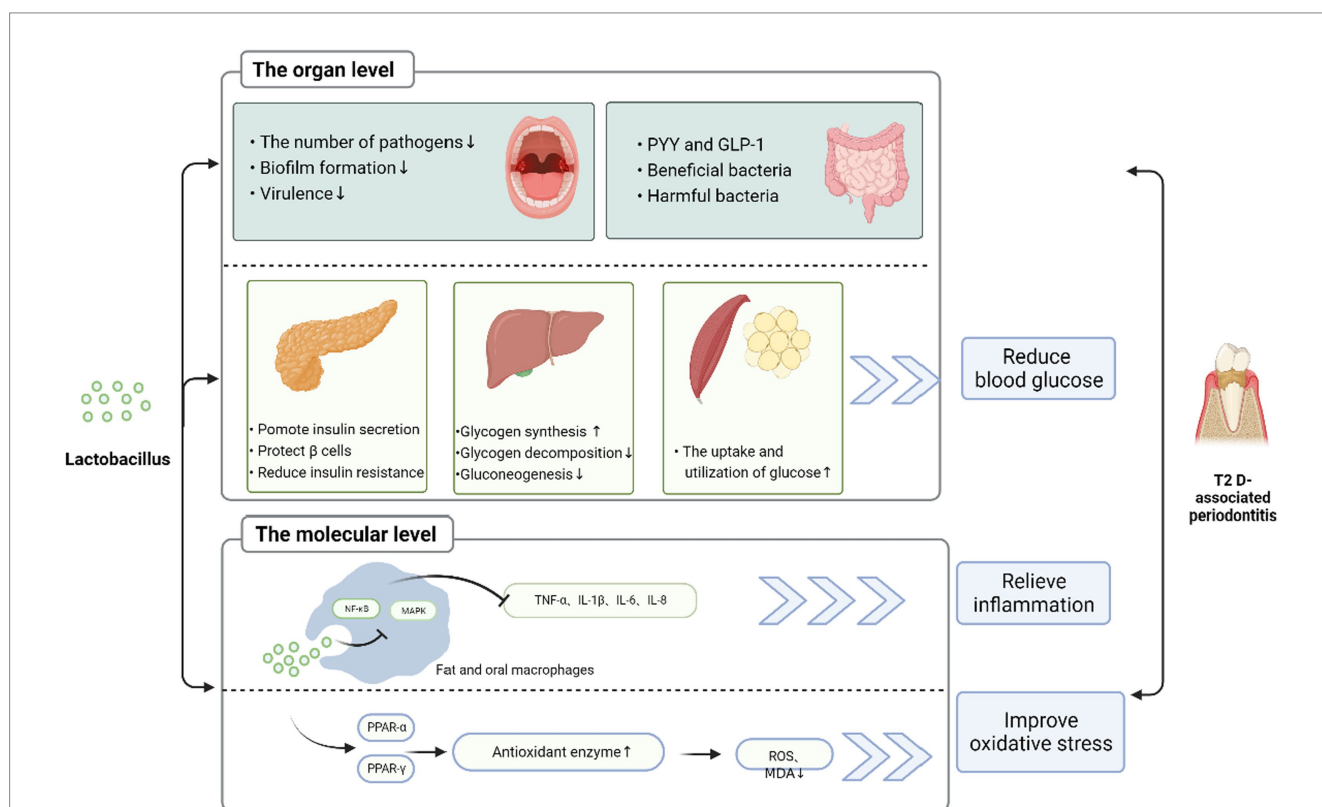 The organ level
• The number of pathogens↓
• Biofilm formation↓
• Virulence↓
• PYY and GLP-1
• Beneficial bacteria
• Harmful bacteria
Lactobacillus
• Pomote insulin secretion
• Protect β cells
• Reduce insulin resistance
•Glycogen synthesis ↑
•Glycogen decomposition↓
•Gluconeogenesis↓
• The uptake and
utilization of glucose↑
Reduce
blood glucose
T2 D-
associated
periodontitis
The molecular level
NF-κB
MAPK
TNF-α、IL-1β、IL-6、IL-8
Fat and oral macrophages
Relieve
inflammation
PPAR-α
PPAR-γ
Antioxidant enzyme↑
ROS、
MDA↓
Improve
oxidative stress